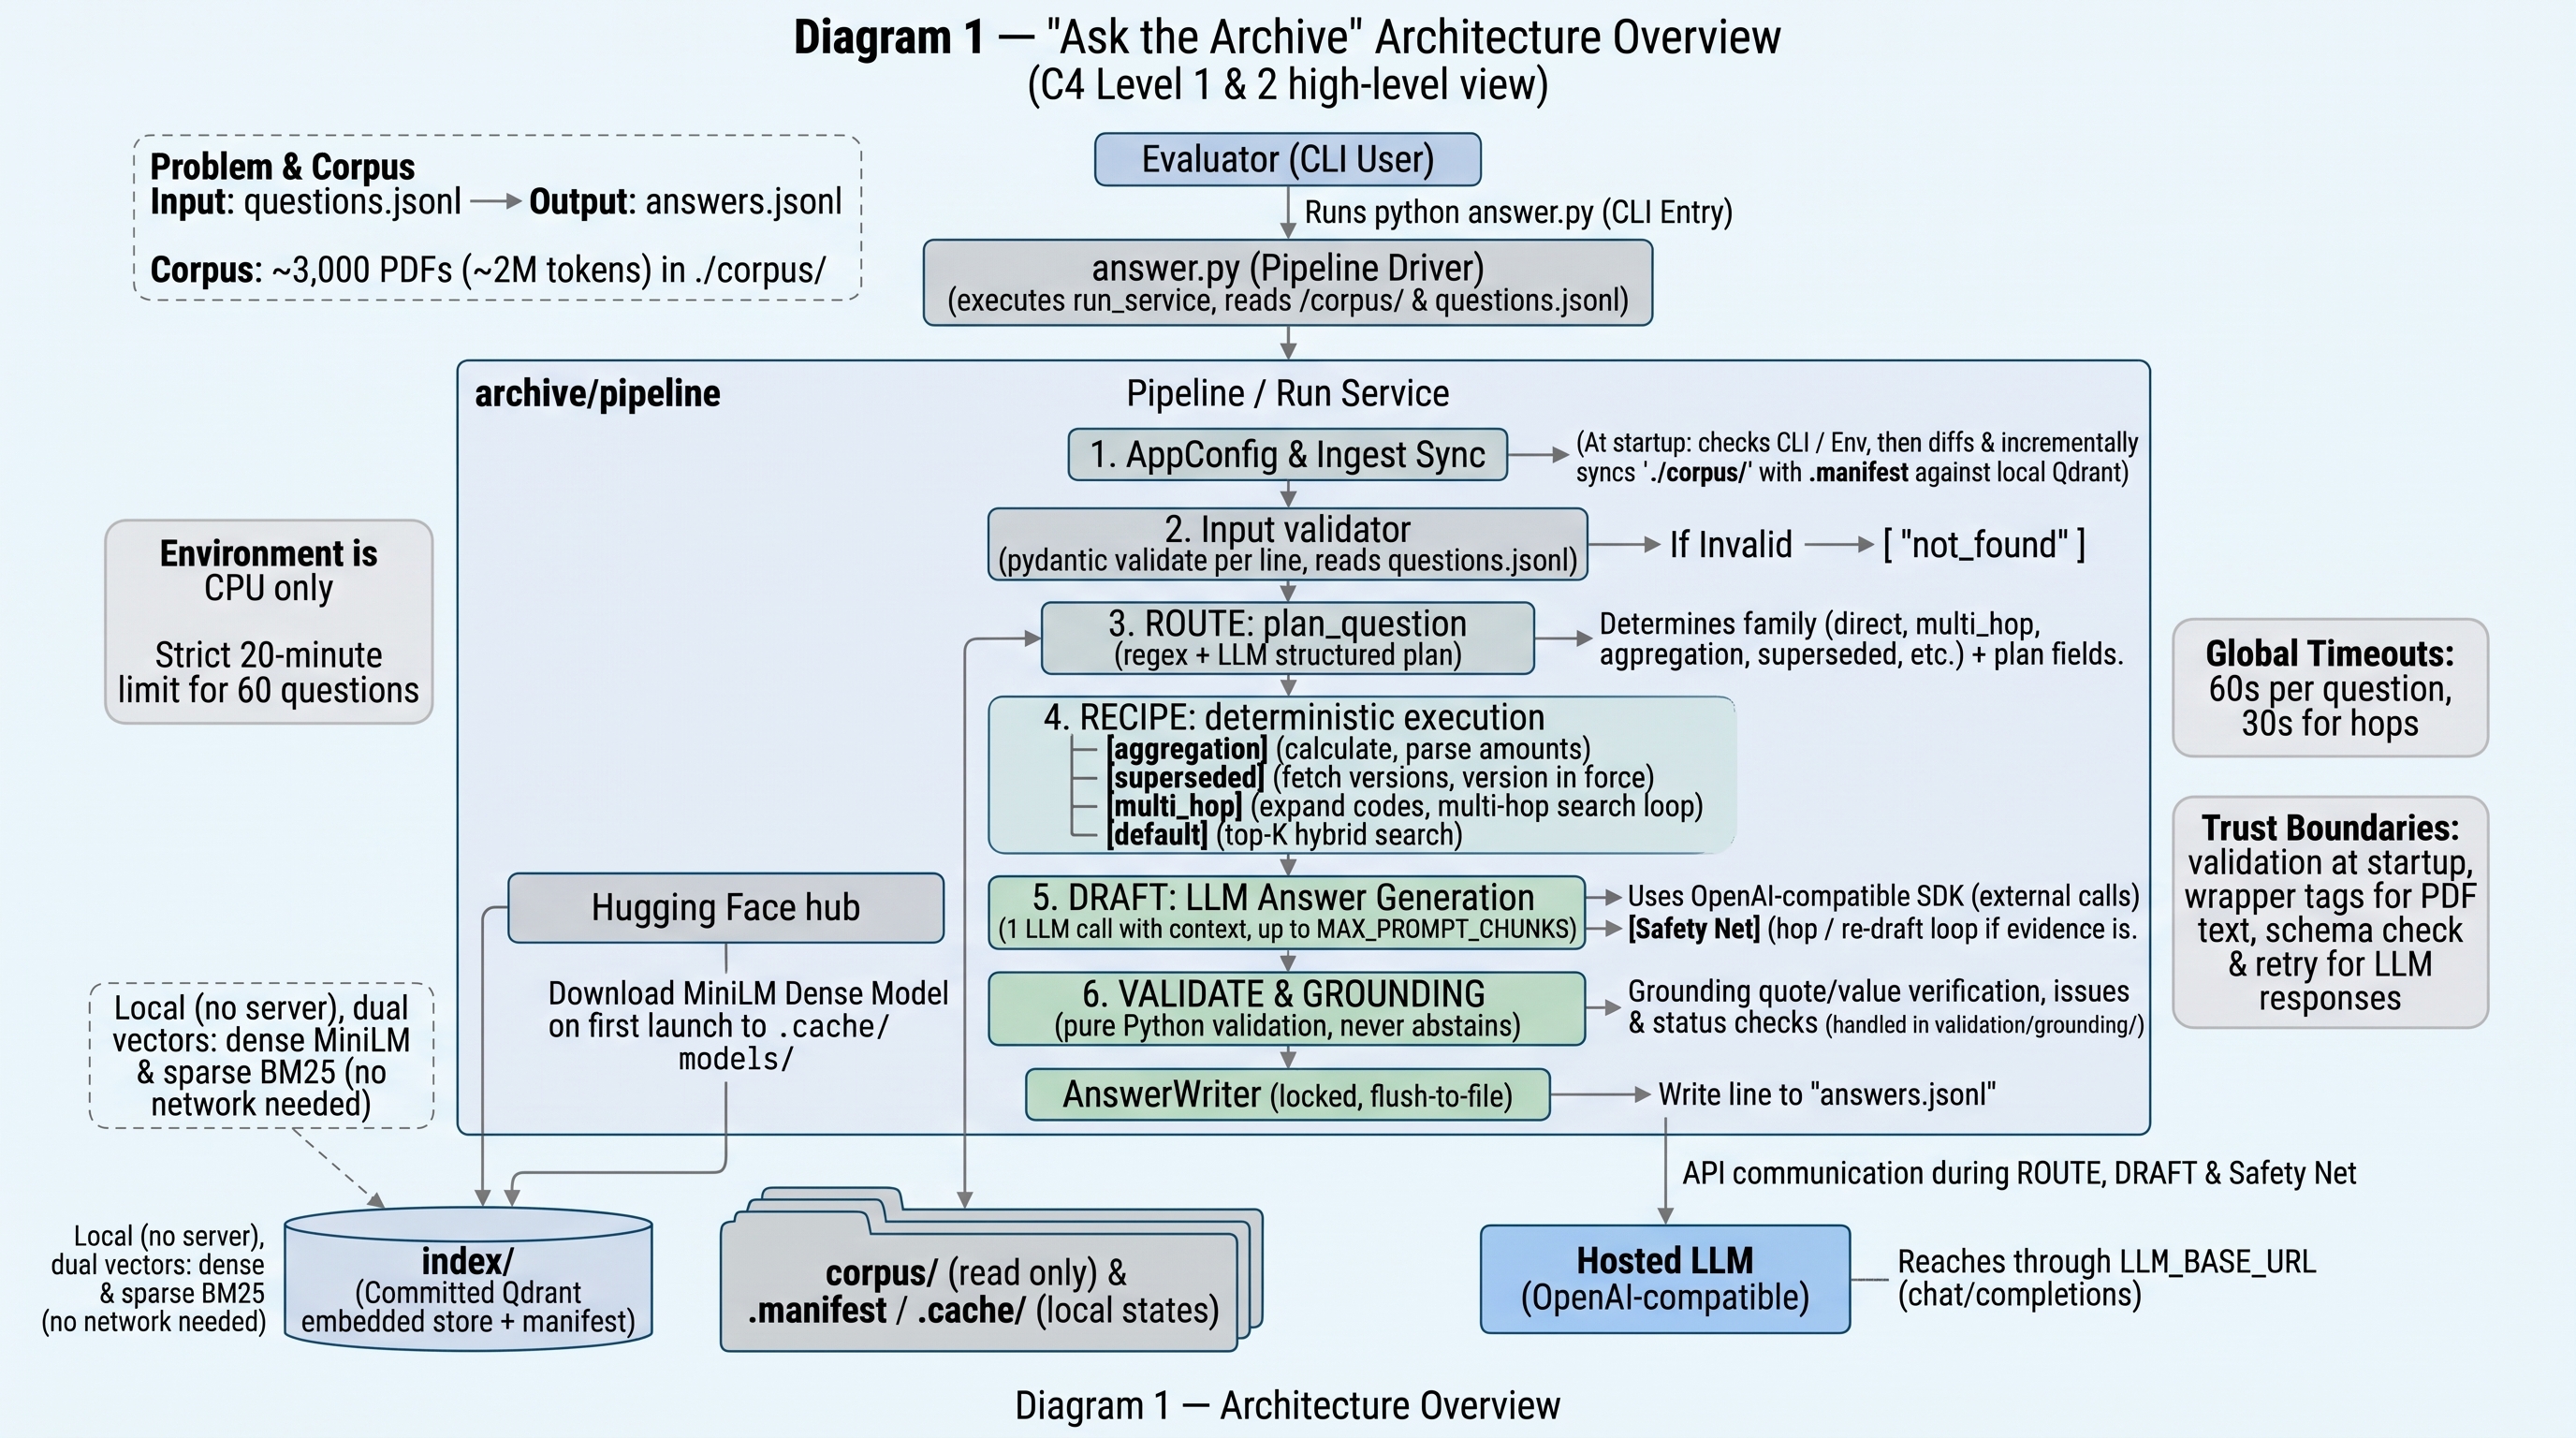 Diagram 1 — "Ask the Archive" Architecture Overview
(C4 Level 1 & 2 high-level view)
Problem & Corpus
Input: questions.jsonl Output: answers.jsonl
Corpus: ~3,000 PDFs (~2M tokens) in ./corpus/
Evaluator (CLI User)
Runs python answer.py (CLI Entry)
answer.py (Pipeline Driver)
(executes run_service, reads /corpus/ & questions.jsonl)
archive/pipeline
Pipeline / Run Service
1. AppConfig & Ingest Sync
(At startup: checks CLI / Env, then diffs & incrementally
syncs './corpus/' with .manifest against local Qdrant)
2. Input validator
(pydantic validate per line, reads questions.jsonl)
If Invalid
[ "not_found" ]
3. ROUTE: plan_question
(regex + LLM structured plan)
Determines family (direct, multi_hop,
agpregation, superseded, etc.) + plan fields.
4. RECIPE: deterministic execution
[aggregation] (calculate, parse amounts)
[superseded] (fetch versions, version in force)
[multi_hop] (expand codes, multi-hop search loop)
[default] (top-K hybrid search)
5. DRAFT: LLM Answer Generation
(1 LLM call with context, up to MAX_PROMPT_CHUNKS)
Uses OpenAI-compatible SDK (external calls)
[Safety Net] (hop / re-draft loop if evidence is.
6. VALIDATE & GROUNDING
(pure Python validation, never abstains)
Grounding quote/value verification, issues
& status checks (handled in validation/grounding/)
AnswerWriter (locked, flush-to-file)
Write line to "answers.jsonl"
Environment is
CPU only
Strict 20-minute
limit for 60 questions
Global Timeouts:
60s per question,
30s for hops
Trust Boundaries:
validation at startup,
wrapper tags for PDF
text, schema check
& retry for LLM
responses
Hugging Face hub
Download MiniLM Dense Model
on first launch to .cache/
models/
Local (no server), dual
vectors: dense MiniLM
& sparse BM25 (no
network needed)
Local (no server),
dual vectors: dense
& sparse BM25
(no network needed)
index/
(Committed Qdrant
embedded store + manifest)
corpus/ (read only) &
.manifest / .cache/ (local states)
API communication during ROUTE, DRAFT & Safety Net
Hosted LLM
(OpenAI-compatible)
Reaches through LLM_BASE_URL
(chat/completions)
Diagram 1 — Architecture Overview